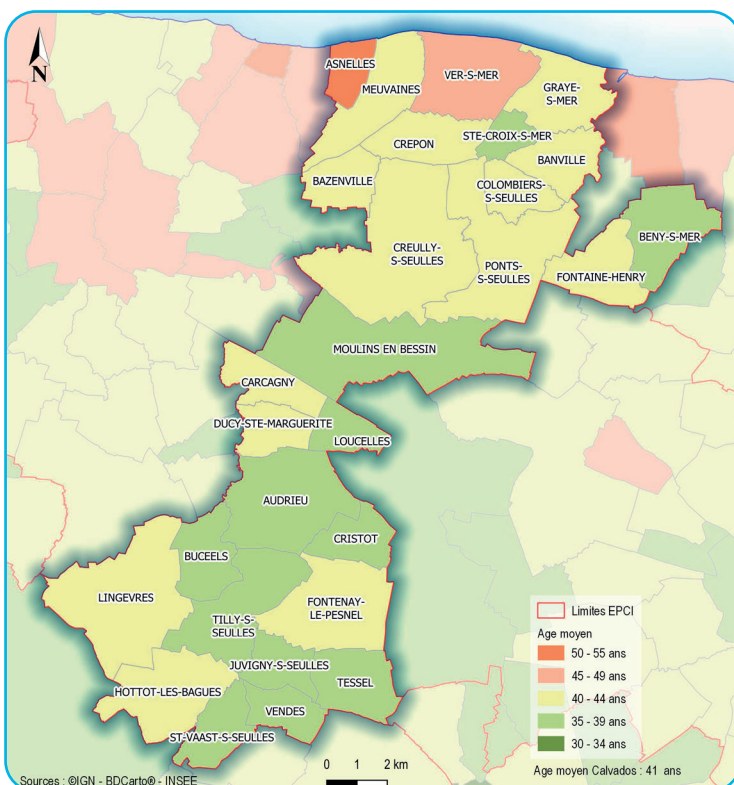 N
ASNELLES
MEUVAINES
VER-S-MER
GRAYE-
S-MER
STE-CROIX-S-MER
CREPON
BANVILLE
BAZENVILLE
COLOMBIERS-
S-SEULLES
BENY-S-MER
CREULLY-
S-SEULLES
PONTS-
S-SEULLES
FONTAINE-HENRY
MOULINS EN BESSIN
CARCAGNY
DUCY-STE-MARGUERITE
LOUCELLES
AUDRIEU
CRISTOT
BUCEELS
LINGEVRES
FONTENAY-
LE-PESNEL
TILLY-S-
SEULLES
JUVIGNY-S-SEULLES
TESSEL
HOTTOT-LES-BAGUES
VENDES
ST-VAAST-S-SEULLES
Limites EPCI
Age moyen
50 - 55 ans
45 - 49 ans
40 - 44 ans
35 - 39 ans
30 - 34 ans
Age moyen Calvados : 41 ans
0 1 2 km
Sources : ©IGN - BDCarto® - INSEE